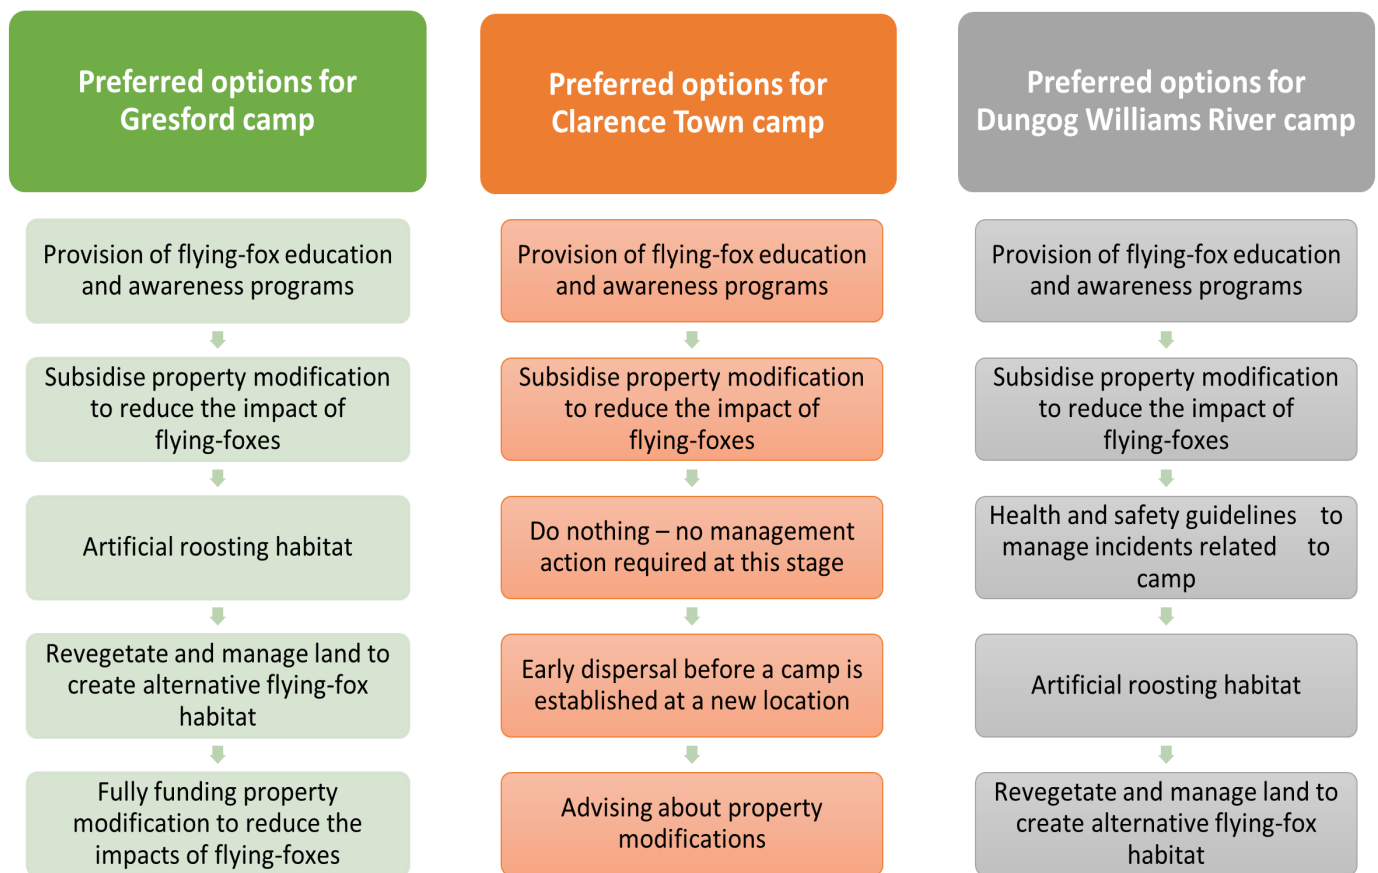 Preferred options for
Gresford camp
Provision of flying-fox education
and awareness programs
Subsidise property modification
to reduce the impact of
flying-foxes
Artificial roosting habitat
Revegetate and manage land to
create alternative flying-fox
habitat
Fully funding property
modification to reduce the
impacts of flying-foxes
Preferred options for
Clarence Town camp
Provision of flying-fox education
and awareness programs
Subsidise property modification
to reduce the impact of
flying-foxes
Do nothing – no management
action required at this stage
Early dispersal before a camp is
established at a new location
Advising about property
modifications
Preferred options for
Dungog Williams River camp
Provision of flying-fox education
and awareness programs
Subsidise property modification
to reduce the impact of
flying-foxes
Health and safety guidelines to
manage incidents related to
camp
Artificial roosting habitat
Revegetate and manage land to
create alternative flying-fox
habitat